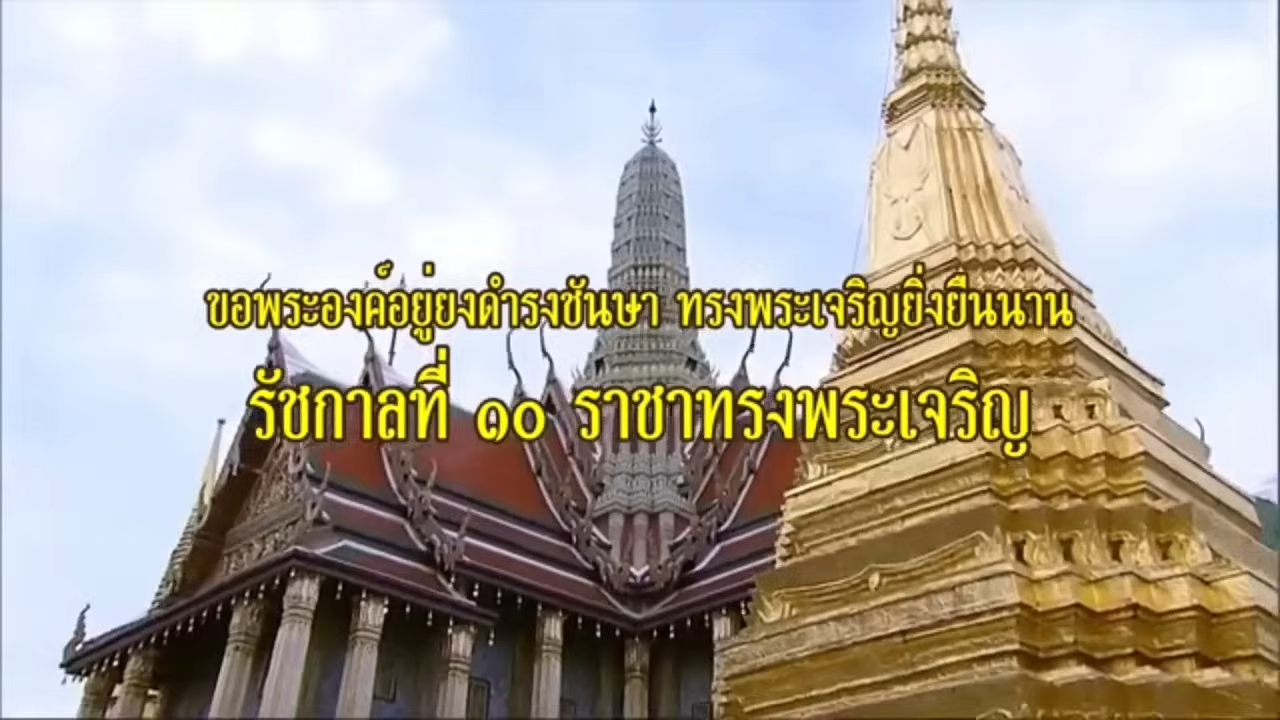 ขอพระองค์อยู่ยงดำรงชันษา ทรงพระเจริญยิ่งยืนนาน
รัชกาลที่ ๑๐ ราชาทรงพระเจริญ